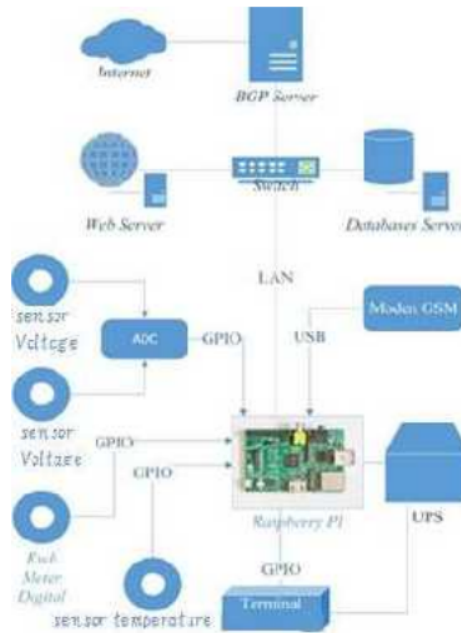 Internet
BGP Server
Switch
Web Server
Databases Server
LAN
sensor
Voltage
ADC
GPIO
USB
Modem GSM
sensor
Voltage
GPIO
GPIO
Raspberry PI
UPS
Meter
Digital
GPIO
sensor temperature
Terminal